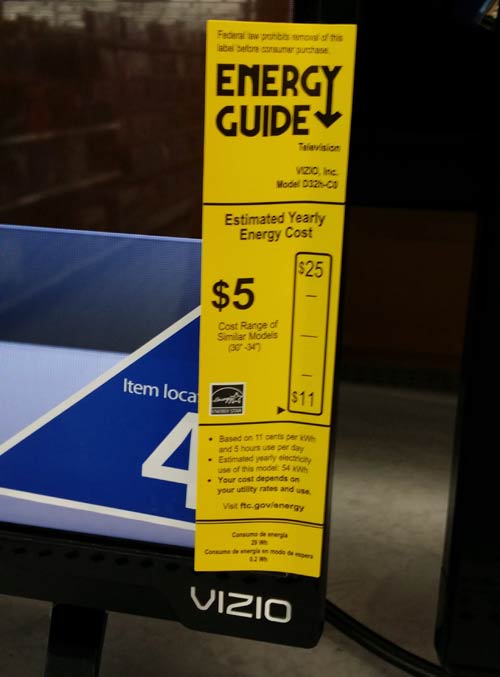 Federal law prohibits removal of this
label before consumer purchase.
ENERGY
GUIDE
Television
VIZIO, Inc.
Model D32h-C0
Estimated Yearly
Energy Cost
$25
$5
Cost Range of
Similar Models
(30"-34")
$11
ENERGY STAR
• Based on 11 cents per kWh
and 5 hours use per day
• Estimated yearly electricity
use of this model: 54 kWh
• Your cost depends on
your utility rates and use.
Visit ftc.gov/energy
Consumo de energía
29 Wh
Consumo de energía en modo de espera
0.2 Wh
Item loca
4
VIZIO